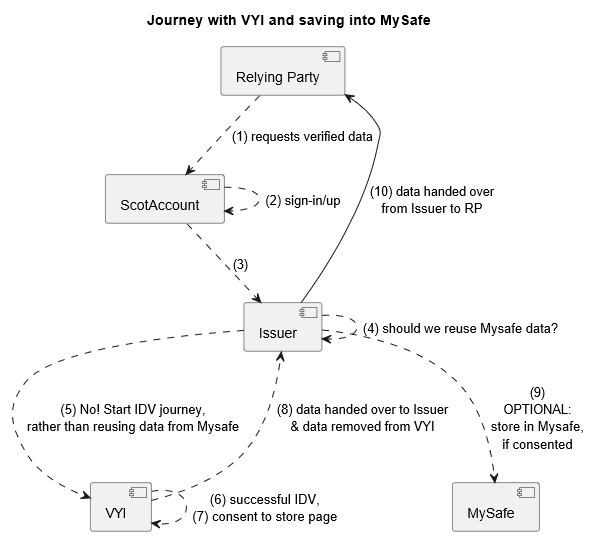 Journey with VYI and saving into MySafe
Relying Party
(1) requests verified data
ScotAccount
(2) sign-in/up
(10) data handed over
from Issuer to RP
(3)
Issuer
(4) should we reuse Mysafe data?
(5) No! Start IDV journey,
rather than reusing data from Mysafe
(8) data handed over to Issuer
& data removed from VYI
(9)
OPTIONAL:
store in Mysafe,
if consented
VYI
(6) successful IDV,
(7) consent to store page
MySafe